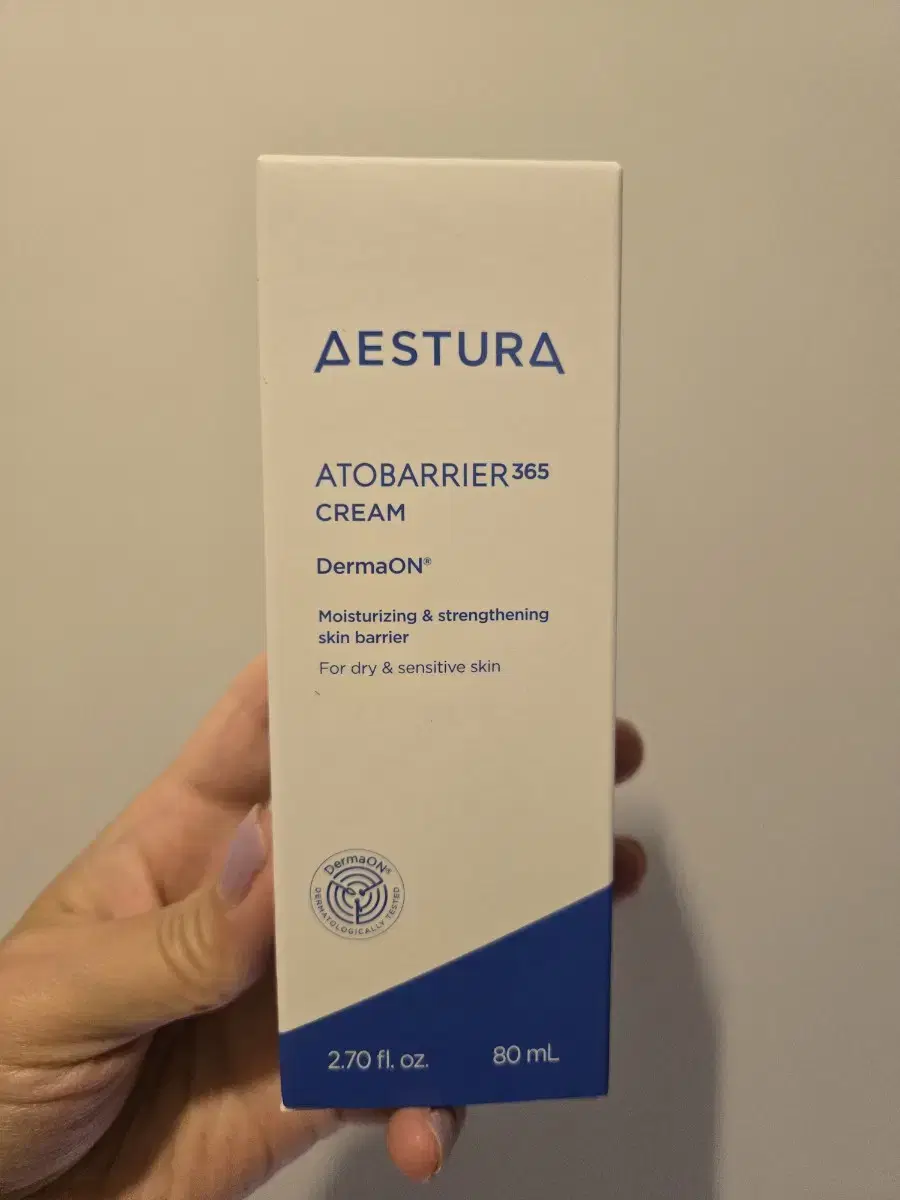 AESTURA
ATOBARRIER365
CREAM
DermaON®
Moisturizing & strengthening
skin barrier
For dry & sensitive skin
DermaON®
DERMATOLOGICALLY TESTED
2.70 fl. oz. 80 mL